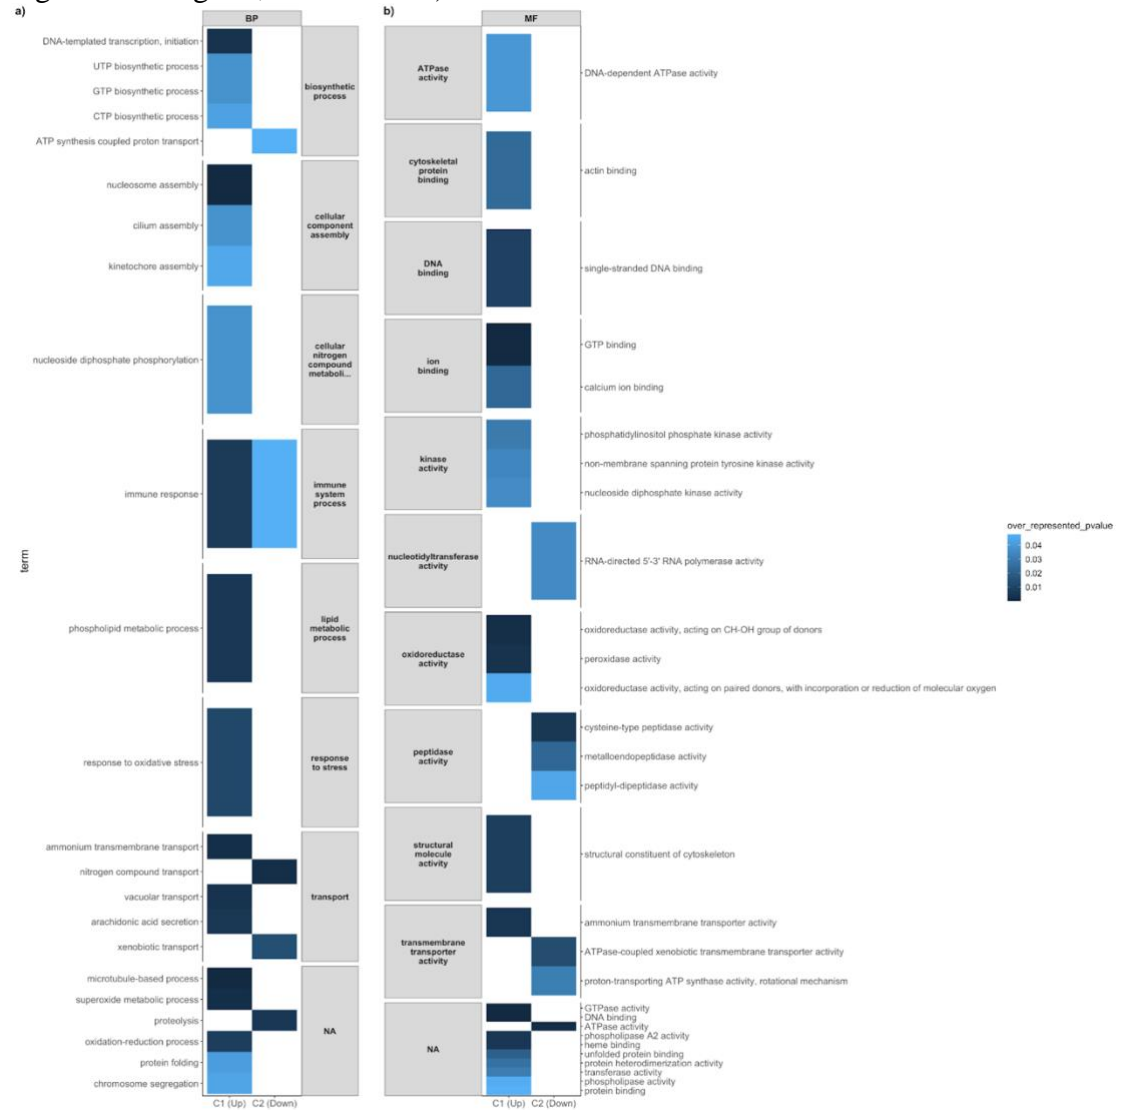 a)
BP
DNA-templated transcription, initiation
UTP biosynthetic process
GTP biosynthetic process
CTP biosynthetic process
ATP synthesis coupled proton transport
biosynthetic
process
nucleosome assembly
cilium assembly
kinetochore assembly
cellular
component
assembly
nucleoside diphosphate phosphorylation
cellular
nitrogen
compound
metaboli...
immune response
immune
system
process
phospholipid metabolic process
lipid
metabolic
process
response to oxidative stress
response
to stress
ammonium transmembrane transport
nitrogen compound transport
vacuolar transport
arachidonic acid secretion
xenobiotic transport
transport
microtubule-based process
superoxide metabolic process
proteolysis
oxidation-reduction process
protein folding
chromosome segregation
NA
C1 (Up) C2 (Down)
term
b)
MF
ATPase
activity
DNA-dependent ATPase activity
cytoskeletal
protein
binding
actin binding
DNA
binding
single-stranded DNA binding
ion
binding
GTP binding
calcium ion binding
kinase
activity
phosphatidylinositol phosphate kinase activity
non-membrane spanning protein tyrosine kinase activity
nucleoside diphosphate kinase activity
nucleotidyltransferase
activity
RNA-directed 5'-3' RNA polymerase activity
oxidoreductase
activity
oxidoreductase activity, acting on CH-OH group of donors
peroxidase activity
oxidoreductase activity, acting on paired donors, with incorporation or reduction of molecular oxygen
peptidase
activity
cysteine-type peptidase activity
metalloendopeptidase activity
peptidyl-dipeptidase activity
structural
molecule
activity
structural constituent of cytoskeleton
transmembrane
transporter
activity
ammonium transmembrane transporter activity
ATPase-coupled xenobiotic transmembrane transporter activity
proton-transporting ATP synthase activity, rotational mechanism
NA
GTPase activity
DNA binding
ATPase activity
phospholipase A2 activity
heme binding
unfolded protein binding
protein heterodimerization activity
transferase activity
phospholipase activity
protein binding
C1 (Up) C2 (Down)
over_represented_pvalue
0.04
0.03
0.02
0.01